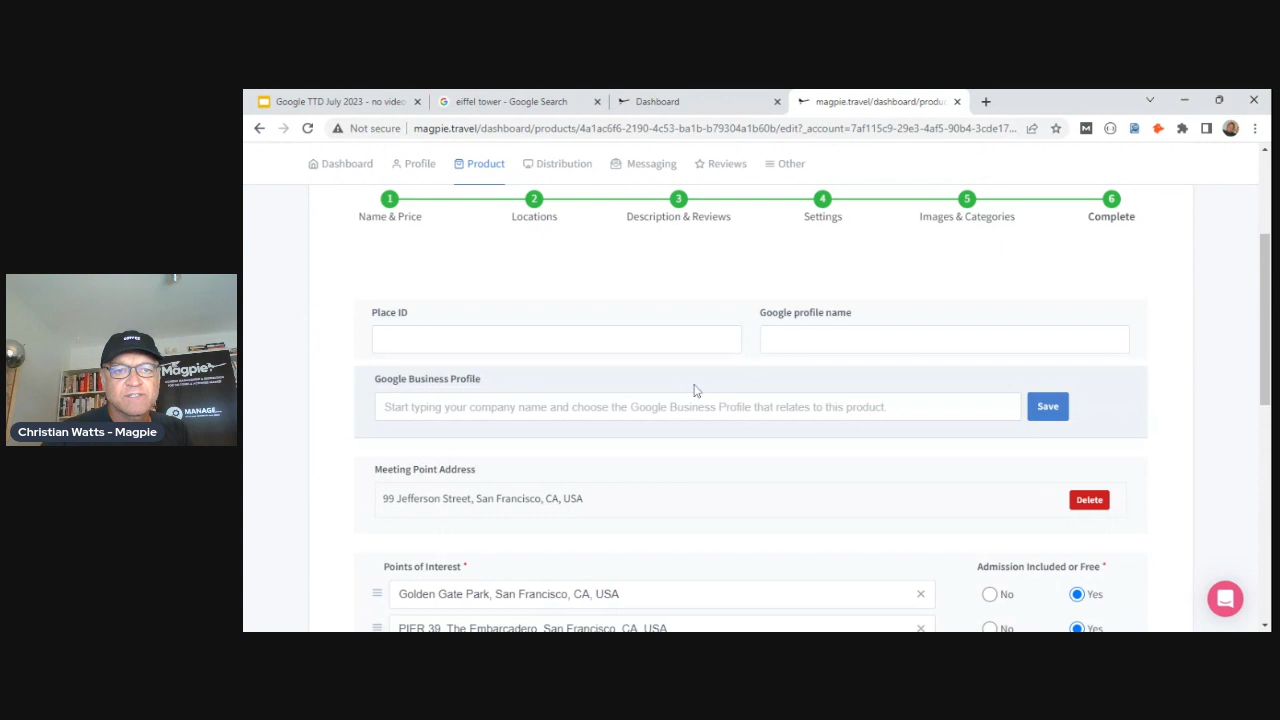 Google TTD July 2023 - no video
eiffel tower - Google Search
Dashboard
magpie.travel/dashboard/produc
Not secure
magpie.travel/dashboard/products/4a1ac6f6-2190-4c53-ba1b-b79304a1b60b/edit?_account=7af115c9-29e3-4af5-90b4-3cde17...
Dashboard
Profile
Product
Distribution
Messaging
Reviews
Other
1
2
3
4
5
6
Name & Price
Locations
Description & Reviews
Settings
Images & Categories
Complete
Place ID
Google profile name
Google Business Profile
Start typing your company name and choose the Google Business Profile that relates to this product.
Save
Meeting Point Address
99 Jefferson Street, San Francisco, CA, USA
Delete
Points of Interest *
Admission Included or Free *
Golden Gate Park, San Francisco, CA, USA
No
Yes
PIER 39, The Embarcadero, San Francisco, CA, USA
No
Yes
Magpie
MANAGE
Christian Watts - Magpie